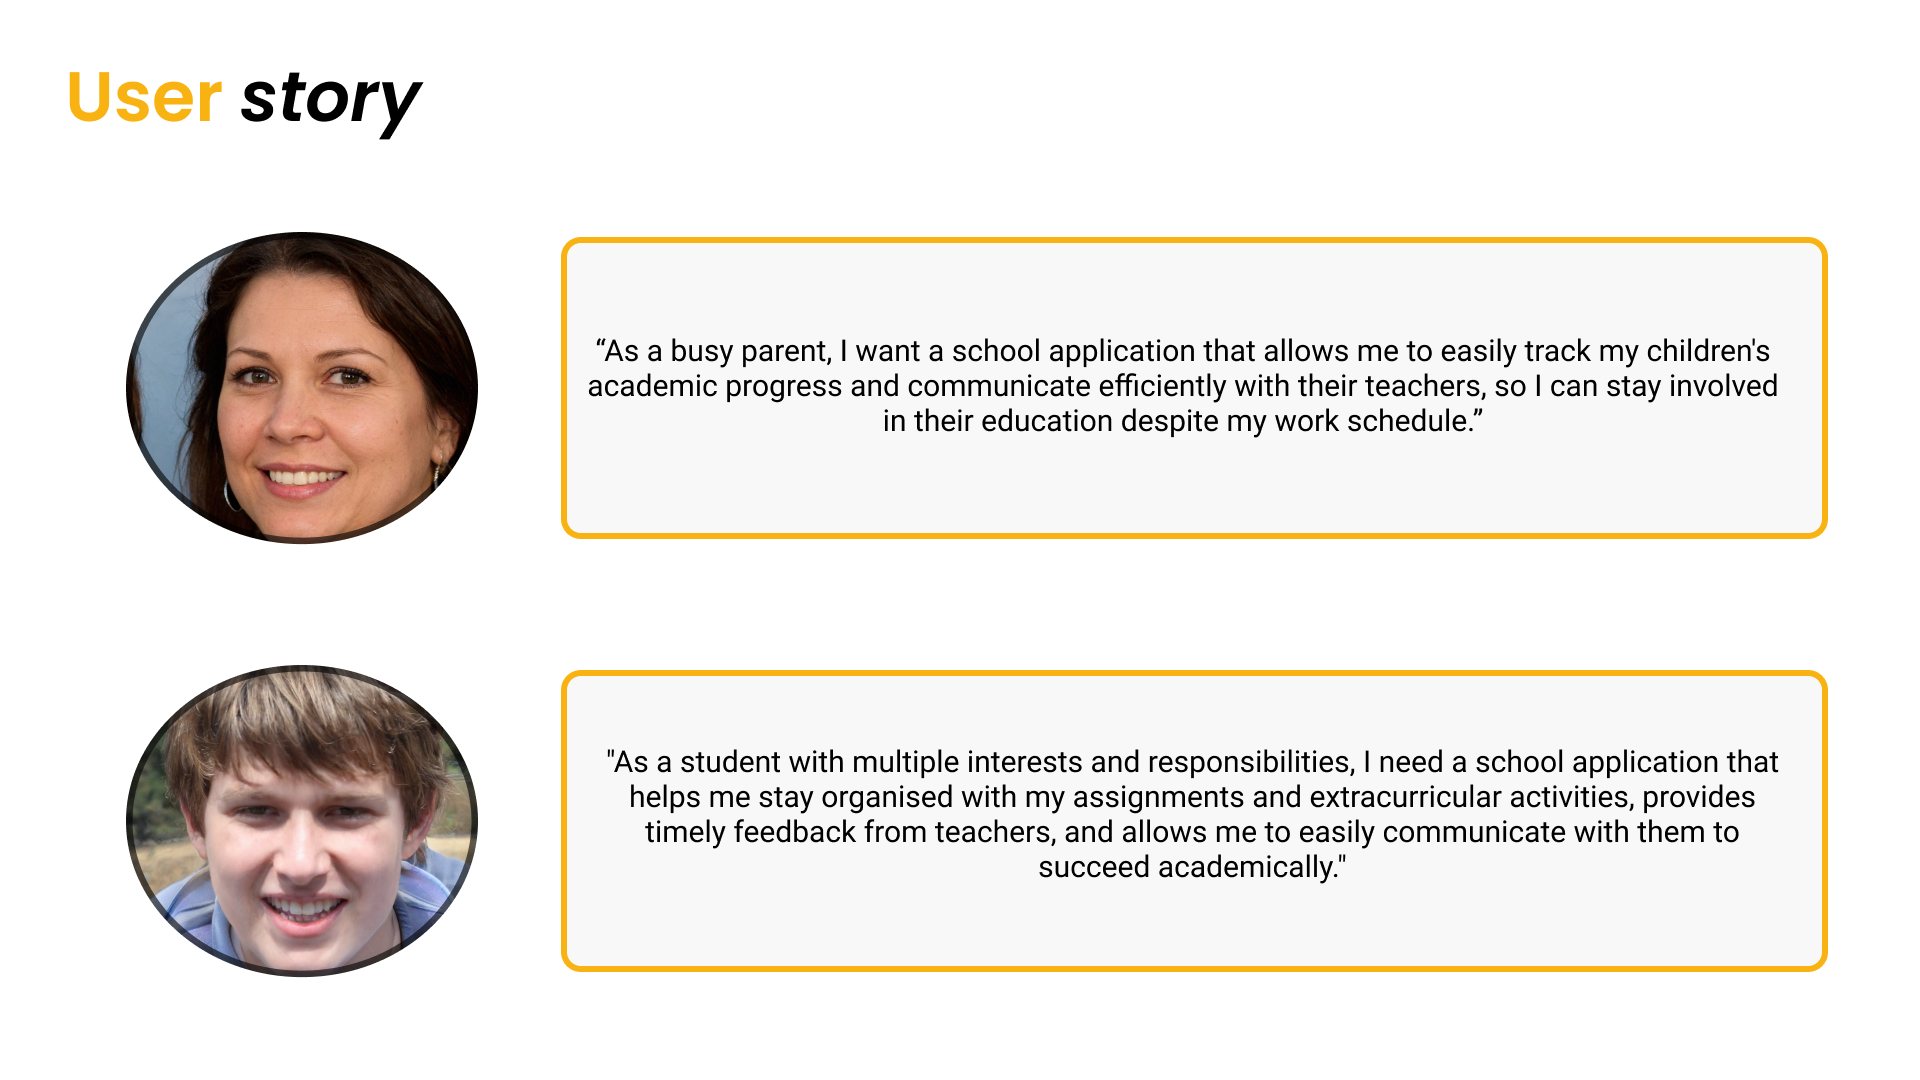 User story
“As a busy parent, I want a school application that allows me to easily track my children's
academic progress and communicate efficiently with their teachers, so I can stay involved
in their education despite my work schedule.”
"As a student with multiple interests and responsibilities, I need a school application that
helps me stay organised with my assignments and extracurricular activities, provides
timely feedback from teachers, and allows me to easily communicate with them to
succeed academically."